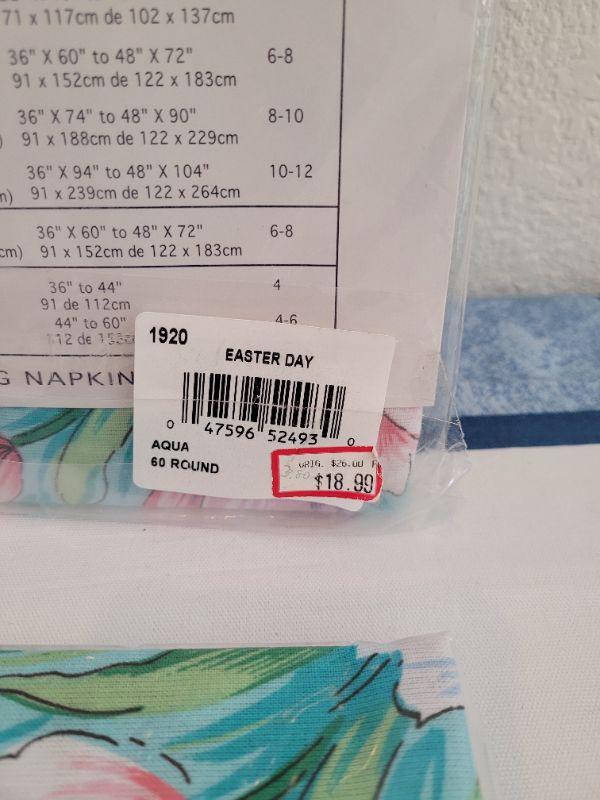 71 x 117cm de 102 x 137cm
36" X 60" to 48" X 72" 6-8
91 x 152cm de 122 x 183cm
36" X 74" to 48" X 90" 8-10
) 91 x 188cm de 122 x 229cm
36" X 94" to 48" X 104" 10-12
m) 91 x 239cm de 122 x 264cm
36" X 60" to 48" X 72" 6-8
cm) 91 x 152cm de 122 x 183cm
36" to 44" 4
91 de 112cm
44" to 60" 4-6
112 de 152cm
G NAPKIN
1920
EASTER DAY
0 47596 52493 0
AQUA
60 ROUND
ORIG. $26.00
$18.99